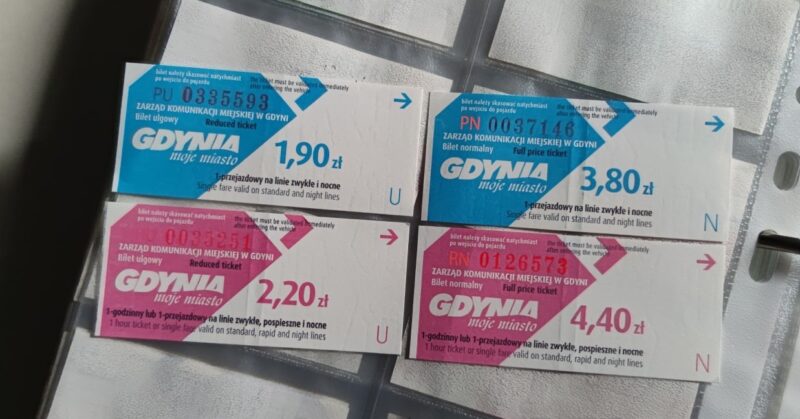 bilet należy skasować natychmiast
po wejściu do pojazdu
the ticket must be validated immediately
after entering the vehicle
PU 0335593
ZARZĄD KOMUNIKACJI MIEJSKIEJ W GDYNI
Bilet ulgowy Reduced ticket
GDYNIA
moje miasto
1,90 zł
1-przejazdowy na linie zwykłe i nocne
Single fare valid on standard and night lines
U
bilet należy skasować natychmiast
po wejściu do pojazdu
the ticket must be validated immediately
after entering the vehicle
PN 0037146
ZARZĄD KOMUNIKACJI MIEJSKIEJ W GDYNI
Bilet normalny Full price ticket
GDYNIA
moje miasto
3,80 zł
1-przejazdowy na linie zwykłe i nocne
Single fare valid on standard and night lines
N
bilet należy skasować natychmiast
po wejściu do pojazdu
the ticket must be validated immediately
after entering the vehicle
0035251
ZARZĄD KOMUNIKACJI MIEJSKIEJ W GDYNI
Bilet ulgowy Reduced ticket
GDYNIA
moje miasto
2,20 zł
1-godzinny lub 1-przejazdowy na linie zwykłe, pospieszne i nocne
1 hour ticket or single fare valid on standard, rapid and night lines
U
bilet należy skasować natychmiast
po wejściu do pojazdu
the ticket must be validated immediately
after entering the vehicle
RN 0126573
ZARZĄD KOMUNIKACJI MIEJSKIEJ W GDYNI
Bilet normalny Full price ticket
GDYNIA
moje miasto
4,40 zł
1-godzinny lub 1-przejazdowy na linie zwykłe, pospieszne i nocne
1 hour ticket or single fare valid on standard, rapid and night lines
N